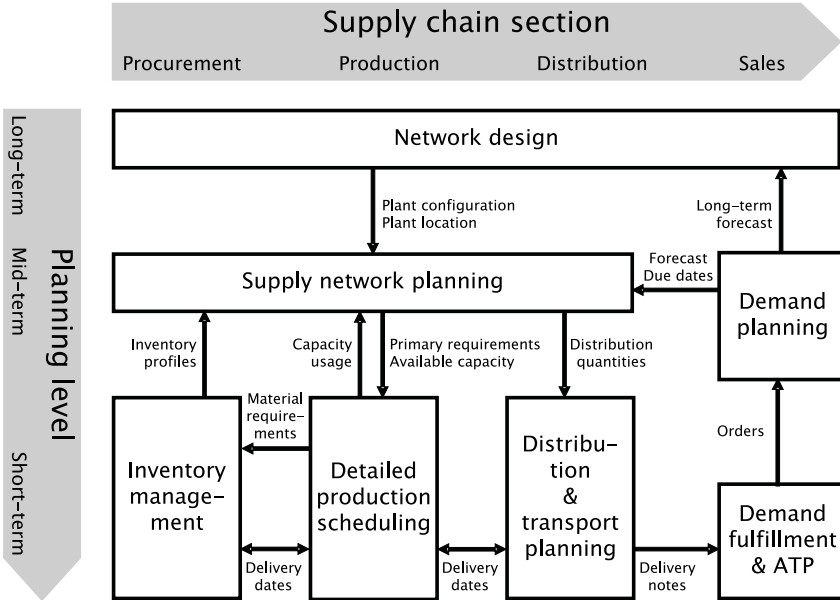 Supply chain section
Procurement
Production
Distribution
Sales
Planning level
Long-term
Mid-term
Short-term
Network design
Plant configuration
Plant location
Long-term
forecast
Supply network planning
Forecast
Due dates
Demand
planning
Inventory
profiles
Capacity
usage
Primary requirements
Available capacity
Distribution
quantities
Material
require-
ments
Orders
Inventory
manage-
ment
Detailed
production
scheduling
Distribu-
tion
&
transport
planning
Demand
fulfillment
& ATP
Delivery
dates
Delivery
dates
Delivery
notes